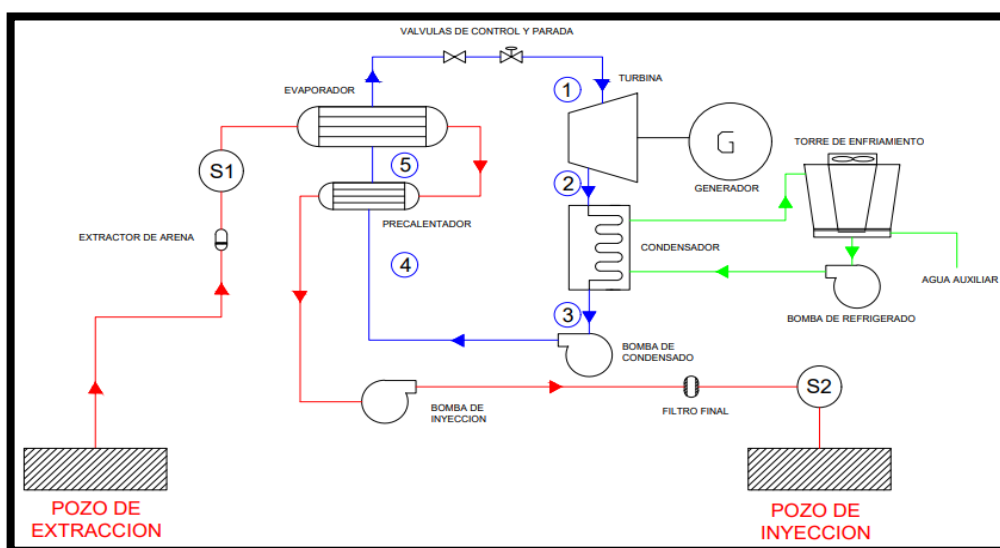 VALVULAS DE CONTROL Y PARADA
EVAPORADOR
1
TURBINA
S1
5
G
TORRE DE ENFRIAMIENTO
2
GENERADOR
PRECALENTADOR
EXTRACTOR DE ARENA
CONDENSADOR
4
AGUA AUXILIAR
3
BOMBA DE REFRIGERADO
BOMBA DE
CONDENSADO
S2
BOMBA DE
INYECCION
FILTRO FINAL
POZO DE
EXTRACCION
POZO DE
INYECCION